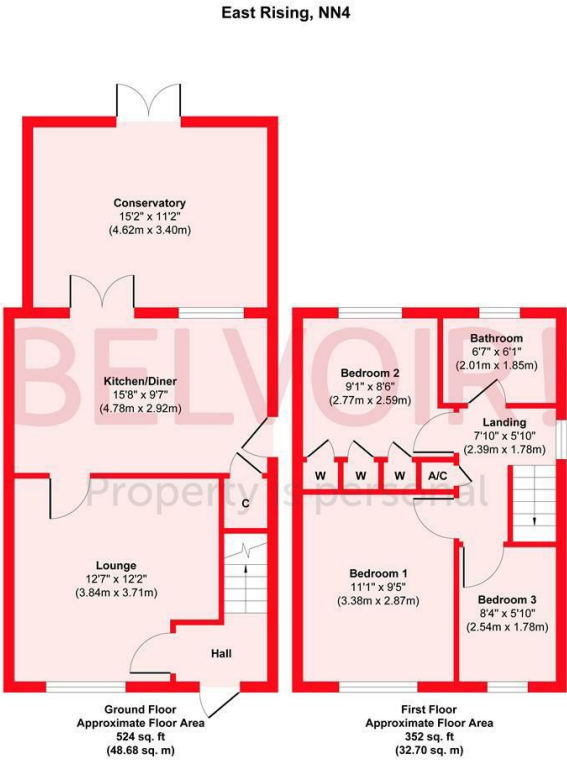 East Rising, NN4
Conservatory
15'2" x 11'2"
(4.62m x 3.40m)
BELVOIR!
Property is personal
Kitchen/Diner
15'8" x 9'7"
(4.78m x 2.92m)
C
Lounge
12'7" x 12'2"
(3.84m x 3.71m)
Hall
Ground Floor
Approximate Floor Area
524 sq. ft
(48.68 sq. m)
Bedroom 2
9'1" x 8'6"
(2.77m x 2.59m)
Bathroom
6'7" x 6'1"
(2.01m x 1.85m)
Landing
7'10" x 5'10"
(2.39m x 1.78m)
W
W
W
A/C
Bedroom 1
11'1" x 9'5"
(3.38m x 2.87m)
Bedroom 3
8'4" x 5'10"
(2.54m x 1.78m)
First Floor
Approximate Floor Area
352 sq. ft
(32.70 sq. m)